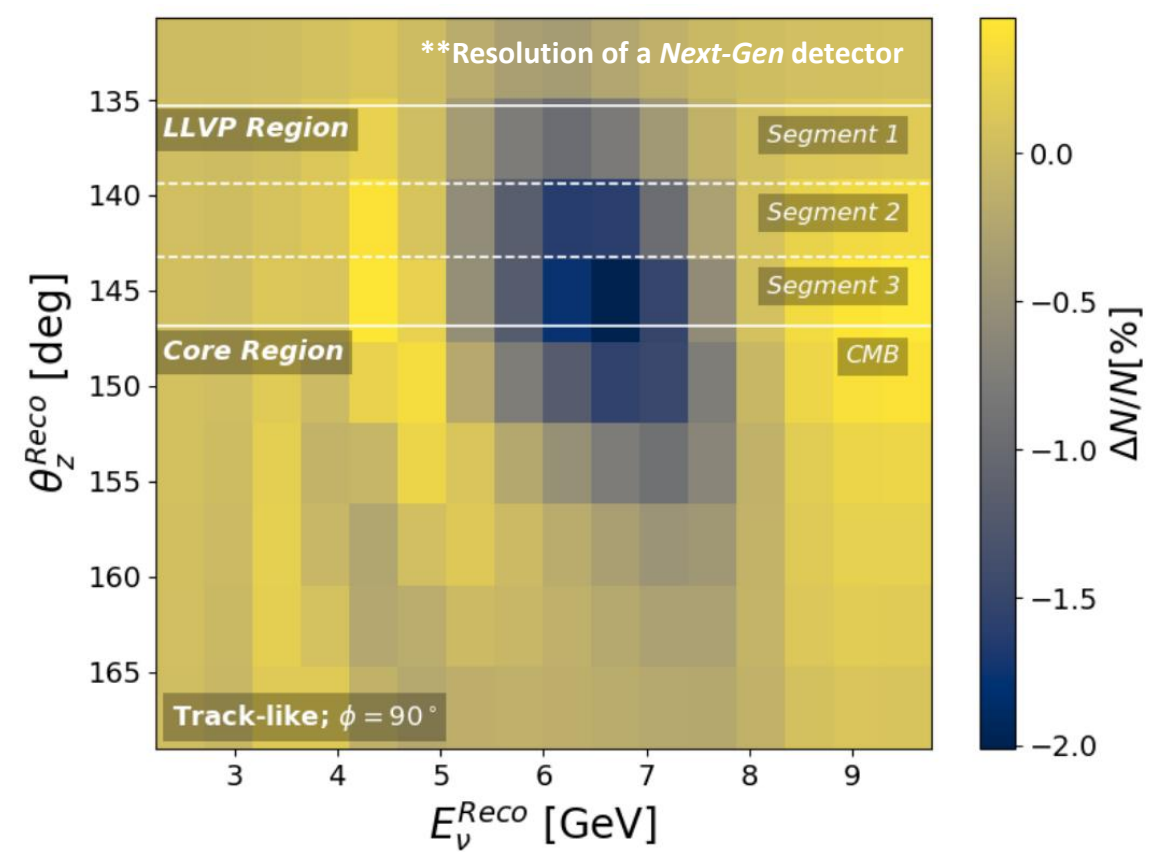 **Resolution of a Next-Gen detector
LLVP Region
Segment 1
Segment 2
Segment 3
Core Region
CMB
Track-like; ϕ = 90°
135
140
145
150
155
160
165
θ_z^{Reco} [deg]
3 4 5 6 7 8 9
E_ν^{Reco} [GeV]
0.0
−0.5
−1.0
−1.5
−2.0
ΔN/N[%]